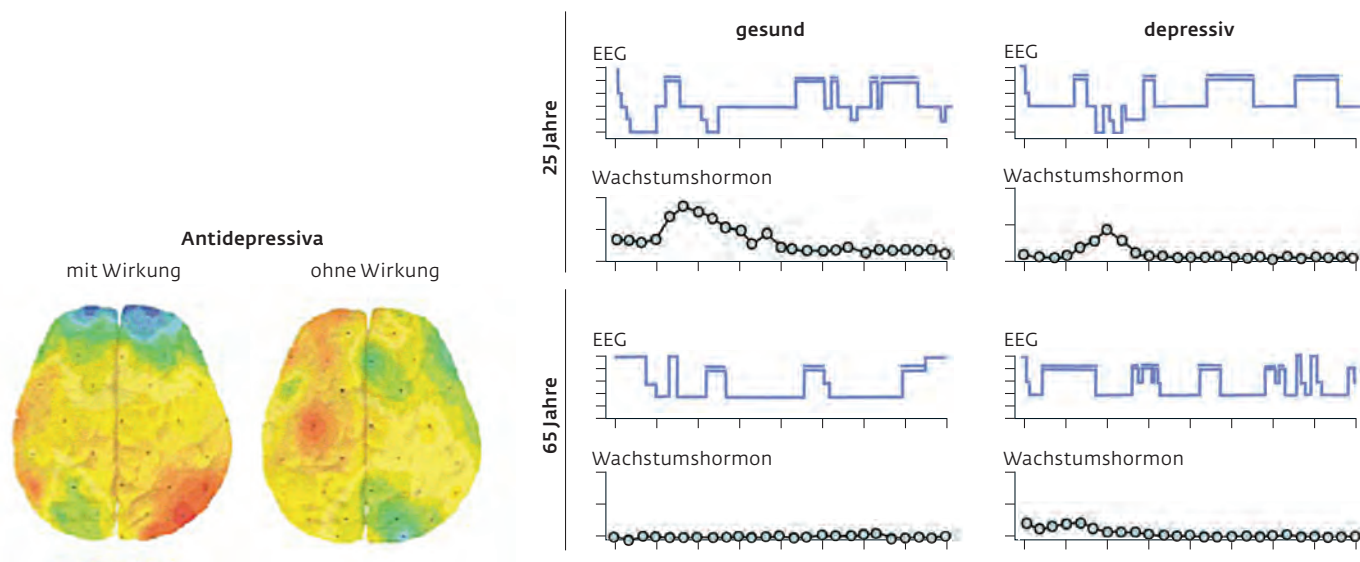 Antidepressiva
mit Wirkung
ohne Wirkung
gesund
depressiv
25 Jahre
EEG
EEG
Wachstumshormon
Wachstumshormon
65 Jahre
EEG
EEG
Wachstumshormon
Wachstumshormon